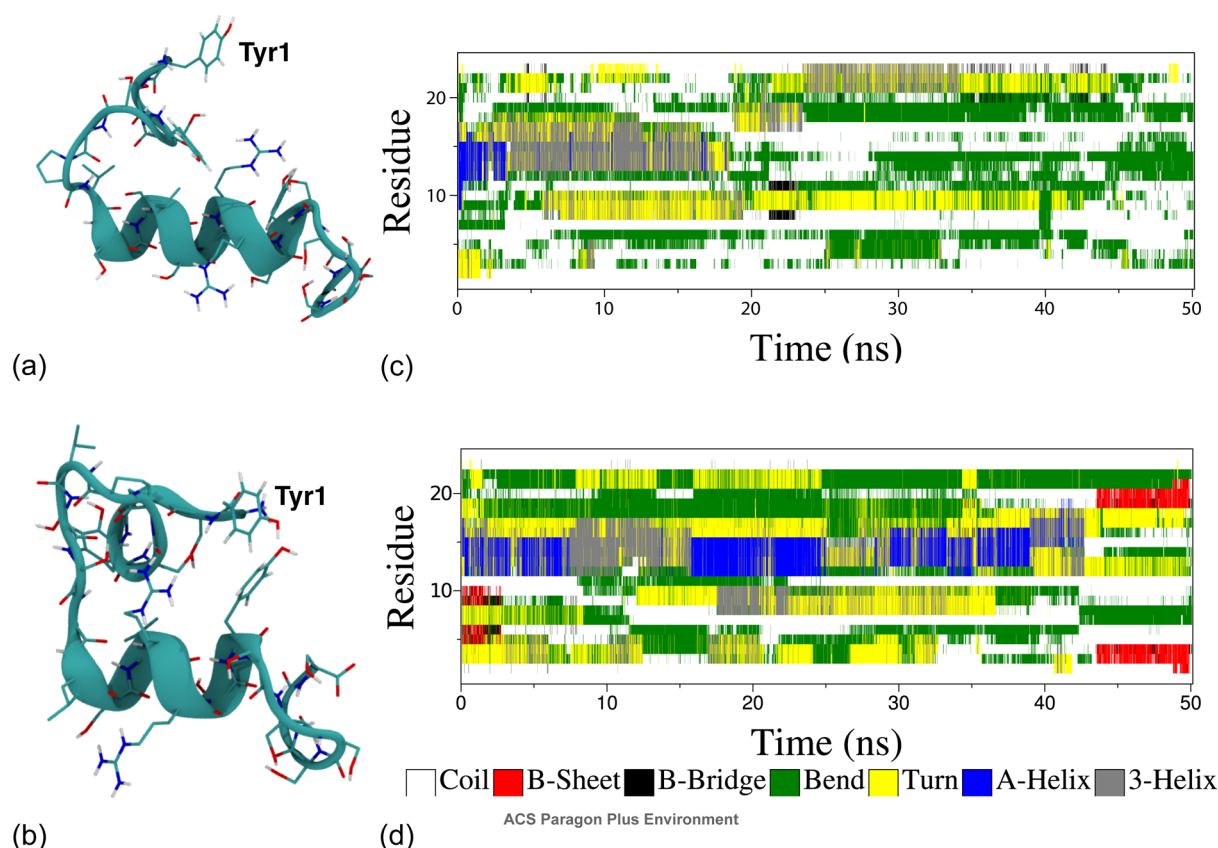 Tyr1
(a)
20
10
Residue
0
10
20
30
40
50
Time (ns)
(c)
Tyr1
(b)
20
10
Residue
0
10
20
30
40
50
Time (ns)
Coil B-Sheet B-Bridge Bend Turn A-Helix 3-Helix
ACS Paragon Plus Environment
(d)